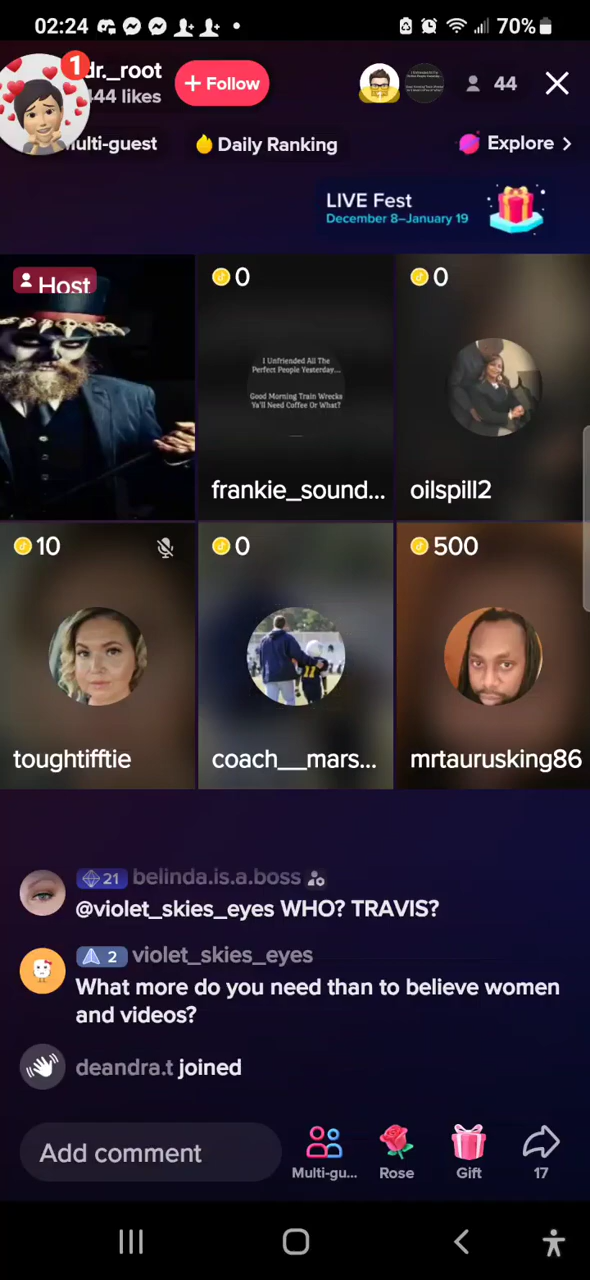 02:24
70%
1
dr._root
+ Follow
44
444 likes
ulti-guest
Daily Ranking
Explore >
LIVE Fest
December 8–January 19
Host
0
0
I Unfriended All The
Perfect People Yesterday...
Good Morning Train Wrecks
Ya'll Need Coffee Or What?
frankie_sound...
oilspill2
10
0
500
11
toughtifftie
coach__mars...
mrtaurusking86
21 belinda.is.a.boss
@violet_skies_eyes WHO? TRAVIS?
2 violet_skies_eyes
What more do you need than to believe women
and videos?
deandra.t joined
Add comment
Multi-gu...
Rose
Gift
17